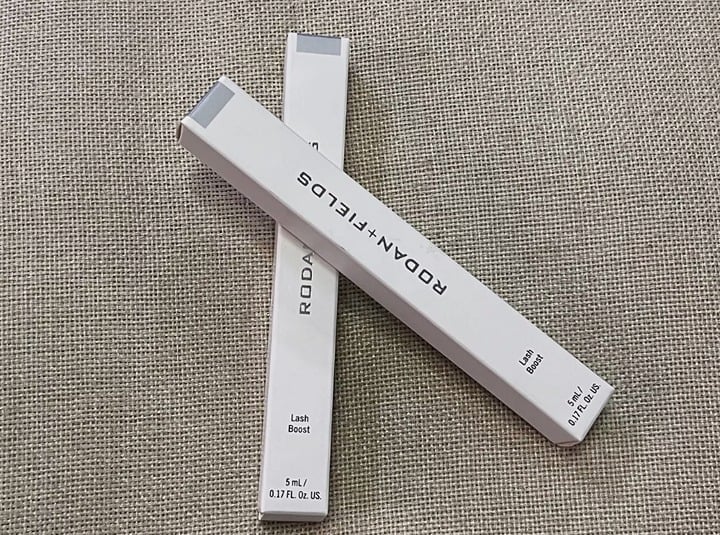 RODAN+FIELDS
Lash
Boost
5 mL /
0.17 FL. Oz. US.
RODA
Lash
Boost
5 mL /
0.17 FL. Oz. US.